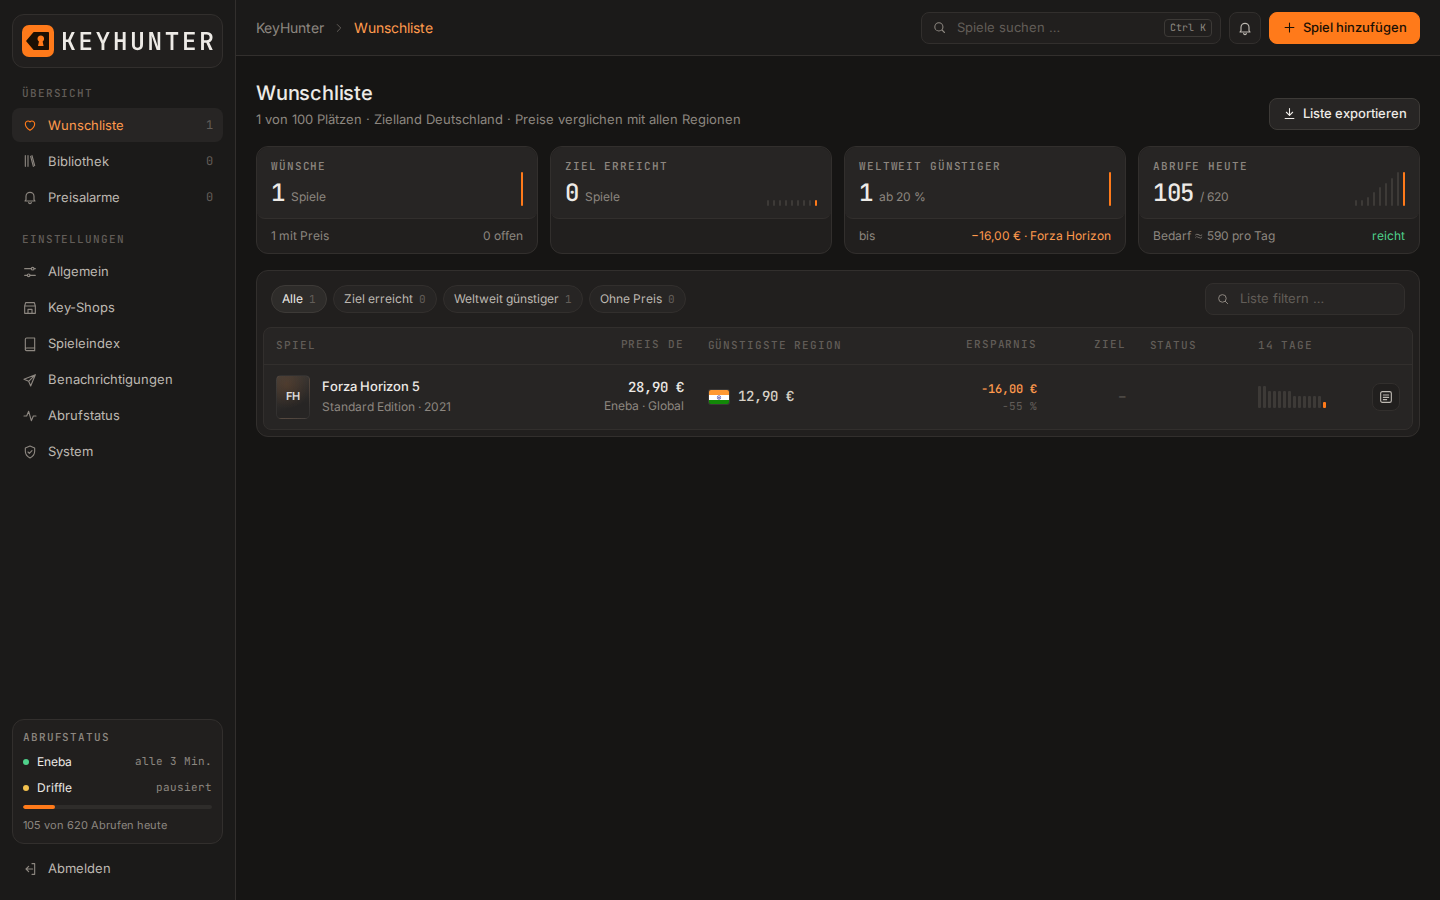 KEYHUNTER
ÜBERSICHT
Wunschliste 1
Bibliothek 0
Preisalarme 0
EINSTELLUNGEN
Allgemein
Key-Shops
Spieleindex
Benachrichtigungen
Abrufstatus
System
ABRUFSTATUS
Eneba alle 3 Min.
Driffle pausiert
105 von 620 Abrufen heute
Abmelden
KeyHunter Wunschliste
Spiele suchen ... Ctrl K
Spiel hinzufügen
Wunschliste
1 von 100 Plätzen · Zielland Deutschland · Preise verglichen mit allen Regionen
Liste exportieren
WÜNSCHE
1 Spiele
1 mit Preis 0 offen
ZIEL ERREICHT
0 Spiele
WELTWEIT GÜNSTIGER
1 ab 20 %
bis −16,00 € · Forza Horizon
ABRUFE HEUTE
105 / 620
Bedarf ≈ 590 pro Tag reicht
Alle 1 Ziel erreicht 0 Weltweit günstiger 1 Ohne Preis 0
Liste filtern ...
SPIEL PREIS DE GÜNSTIGSTE REGION ERSPARNIS ZIEL STATUS 14 TAGE
FH Forza Horizon 5 28,90 € 12,90 € -16,00 € –
Standard Edition · 2021 Eneba · Global -55 %